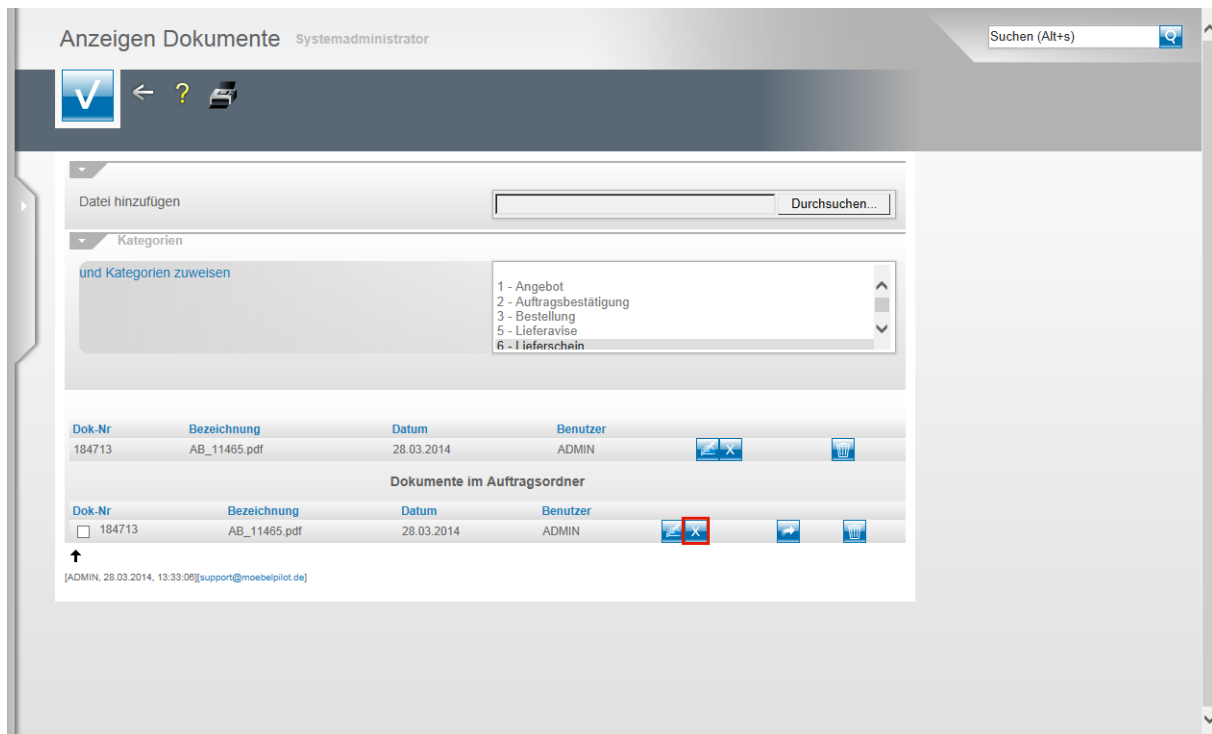 Anzeigen Dokumente Systemadministrator
Suchen (Alt+s)
Datei hinzufügen
Durchsuchen...
Kategorien
und Kategorien zuweisen
1 - Angebot
2 - Auftragsbestätigung
3 - Bestellung
5 - Lieferavise
6 - Lieferschein
Dok-Nr Bezeichnung Datum Benutzer
184713 AB_11465.pdf 28.03.2014 ADMIN X
Dokumente im Auftragsordner
Dok-Nr Bezeichnung Datum Benutzer
184713 AB_11465.pdf 28.03.2014 ADMIN X
[ADMIN, 28.03.2014, 13:33:06][support@moebelpilot.de]